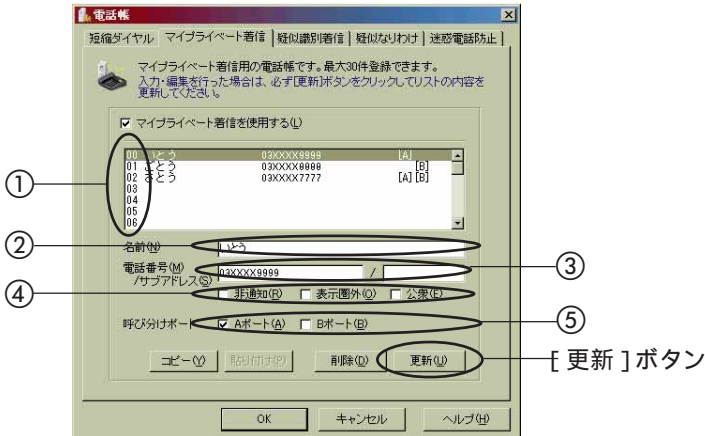 電話帳
短縮ダイヤル マイプライベート着信 疑似識別着信 疑似なりわけ 迷惑電話防止
マイプライベート着信用の電話帳です。最大30件登録できます。
入力・編集を行った場合は、必ず[更新]ボタンをクリックしてリストの内容を
更新してください。
マイプライベート着信を使用する(L)
00 いとう 03XXXX9999 [A]
01 ごとう 03XXXX8888 [B]
02 さとう 03XXXX7777 [A] [B]
03
04
05
06
①
② 名前(N) いとう
電話番号(M)
/サブアドレス(S) 03XXXX9999 / ③
④ 非通知(R) 表示圏外(O) 公衆(E)
呼び分けポート Aポート(A) Bポート(B) ⑤
コピー(Y) 貼り付け(P) 削除(D) 更新(U) [ 更新 ]ボタン
OK キャンセル ヘルプ(H)